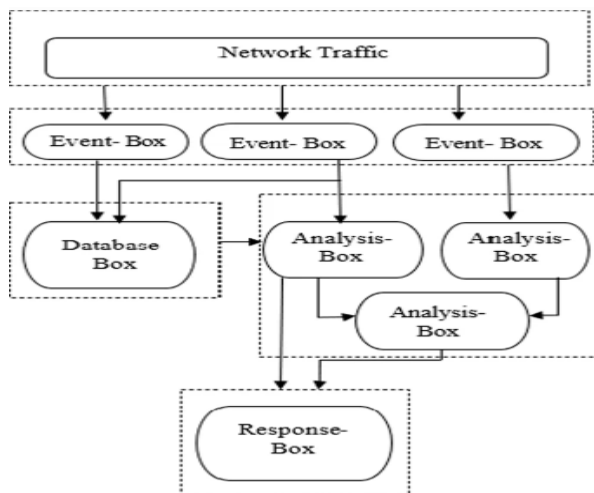 Network Traffic
Event- Box
Event- Box
Event- Box
Database
Box
Analysis-
Box
Analysis-
Box
Analysis-
Box
Response-
Box